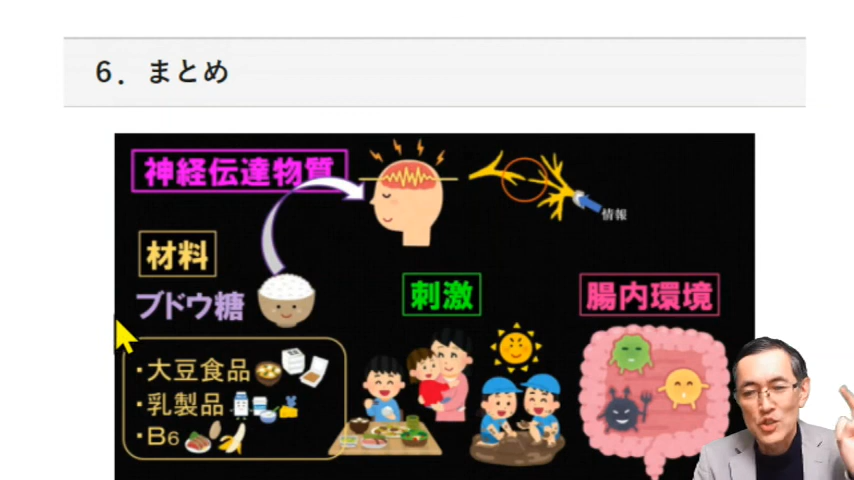 6. まとめ
神経伝達物質
情報
材料
ブドウ糖
刺激
腸内環境
・大豆食品
・乳製品
・B6